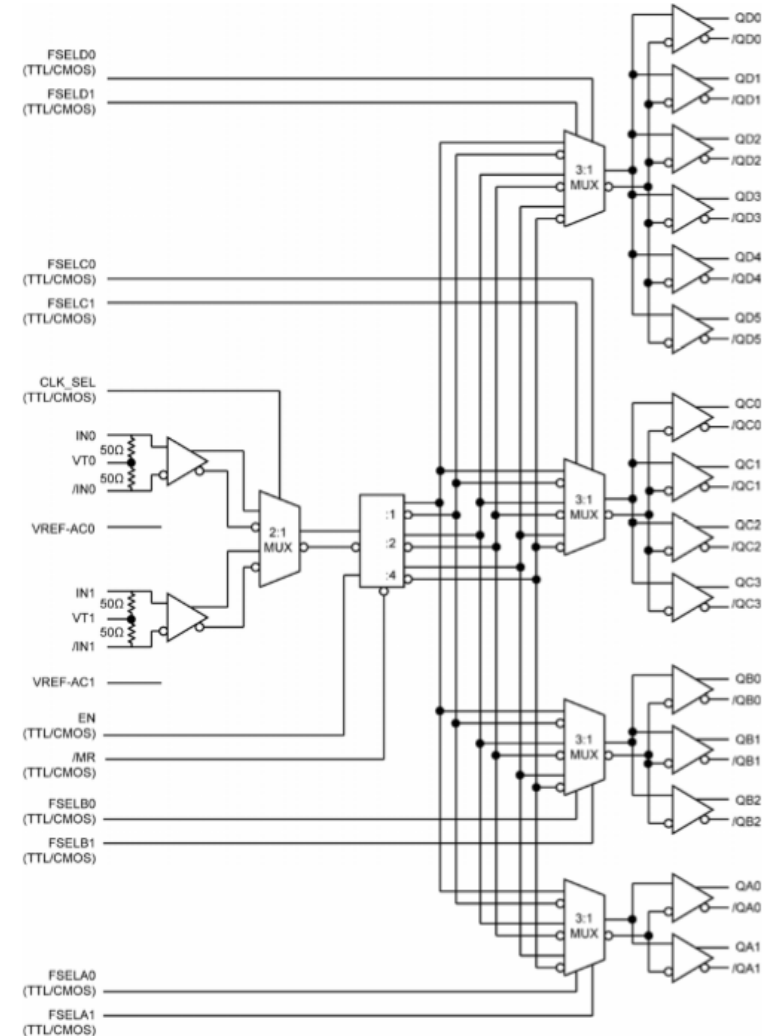 FSELD0
(TTL/CMOS)
FSELD1
(TTL/CMOS)
3:1
MUX
QD0
/QD0
QD1
/QD1
QD2
/QD2
QD3
/QD3
QD4
/QD4
QD5
/QD5
FSELC0
(TTL/CMOS)
FSELC1
(TTL/CMOS)
CLK_SEL
(TTL/CMOS)
IN0
50Ω
VT0
50Ω
/IN0
VREF-AC0
2:1
MUX
:1
:2
:4
3:1
MUX
QC0
/QC0
QC1
/QC1
QC2
/QC2
QC3
/QC3
IN1
50Ω
VT1
50Ω
/IN1
VREF-AC1
EN
(TTL/CMOS)
/MR
(TTL/CMOS)
FSELB0
(TTL/CMOS)
FSELB1
(TTL/CMOS)
3:1
MUX
QB0
/QB0
QB1
/QB1
QB2
/QB2
3:1
MUX
QA0
/QA0
QA1
/QA1
FSELA0
(TTL/CMOS)
FSELA1
(TTL/CMOS)